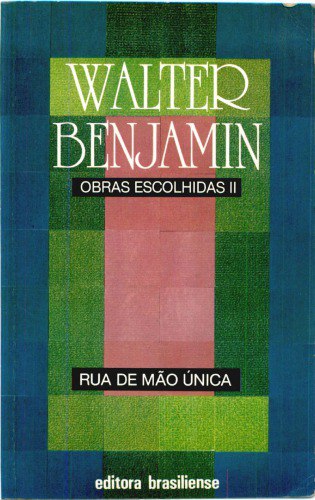 WALTER
BENJAMIN
OBRAS ESCOLHIDAS II
RUA DE MÃO ÚNICA
editora brasiliense